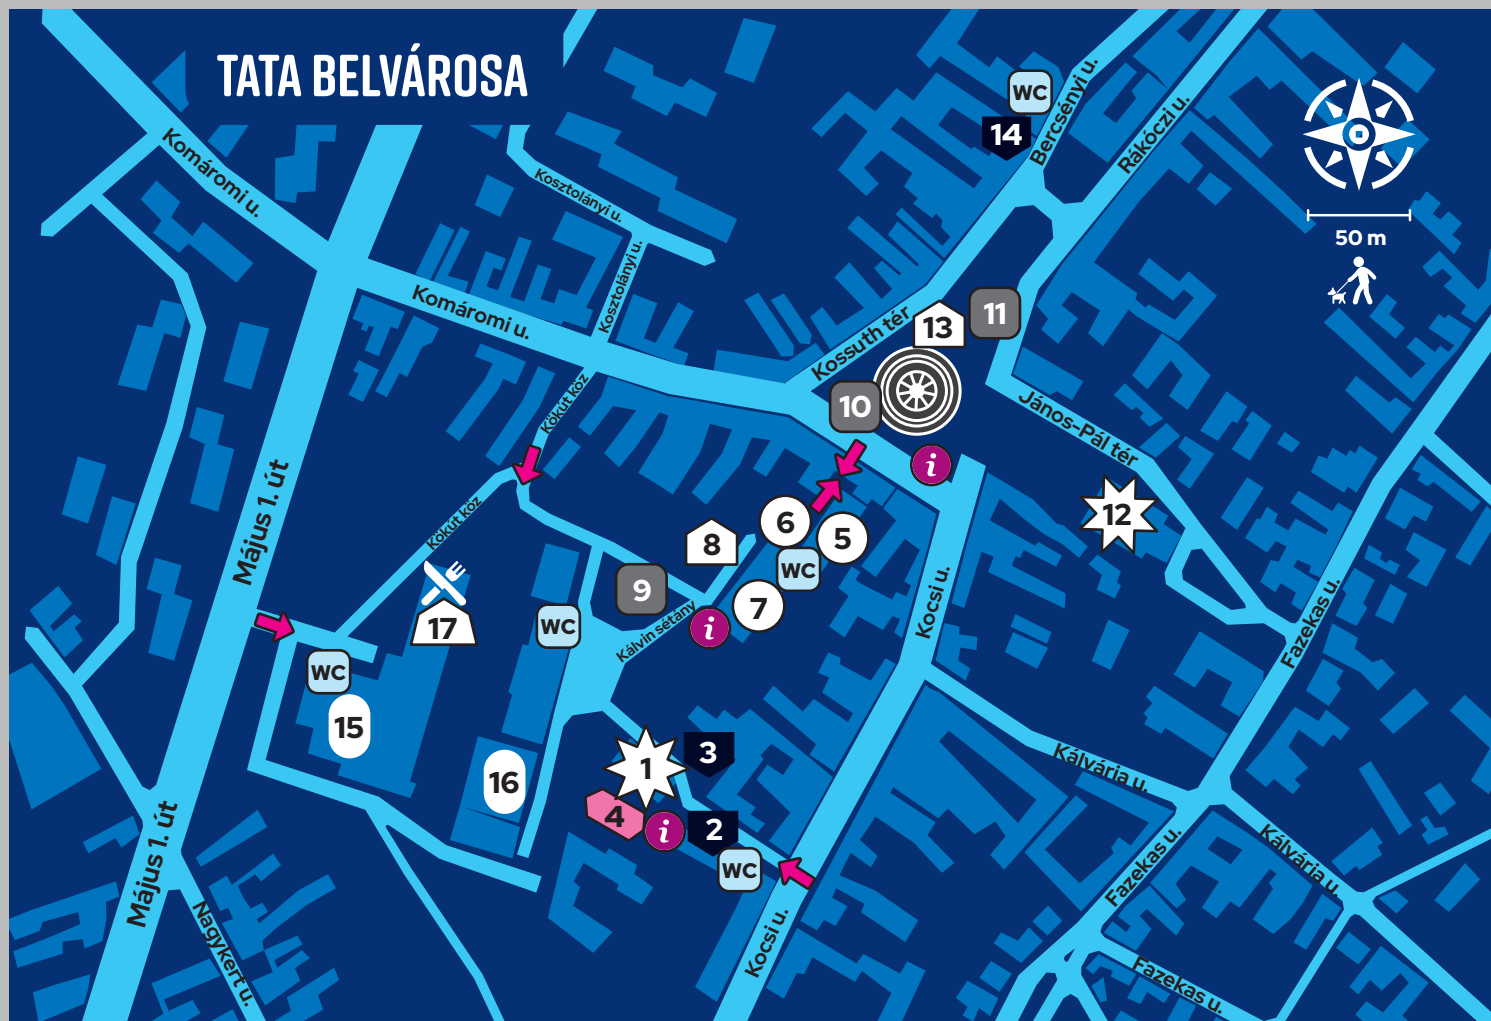 TATA BELVÁROSA
WC
14
Bercsényi u.
Rákóczi u.
Komáromi u.
Kosztolányi u.
50 m
Kosztolányi u.
Komáromi u.
Kossuth tér
13
11
10
Kőkút köz
János-Pál tér
i
Május 1. út
Kőkút köz
6
5
12
8
WC
9
7
Kocsi u.
17
WC
i
Kálvin sétány
Fazekas u.
WC
15
16
1
3
Kálvária u.
4
i
2
WC
Május 1. út
Fazekas u.
Kálvária u.
Nagykert u.
Kocsi u.
Fazekas u.